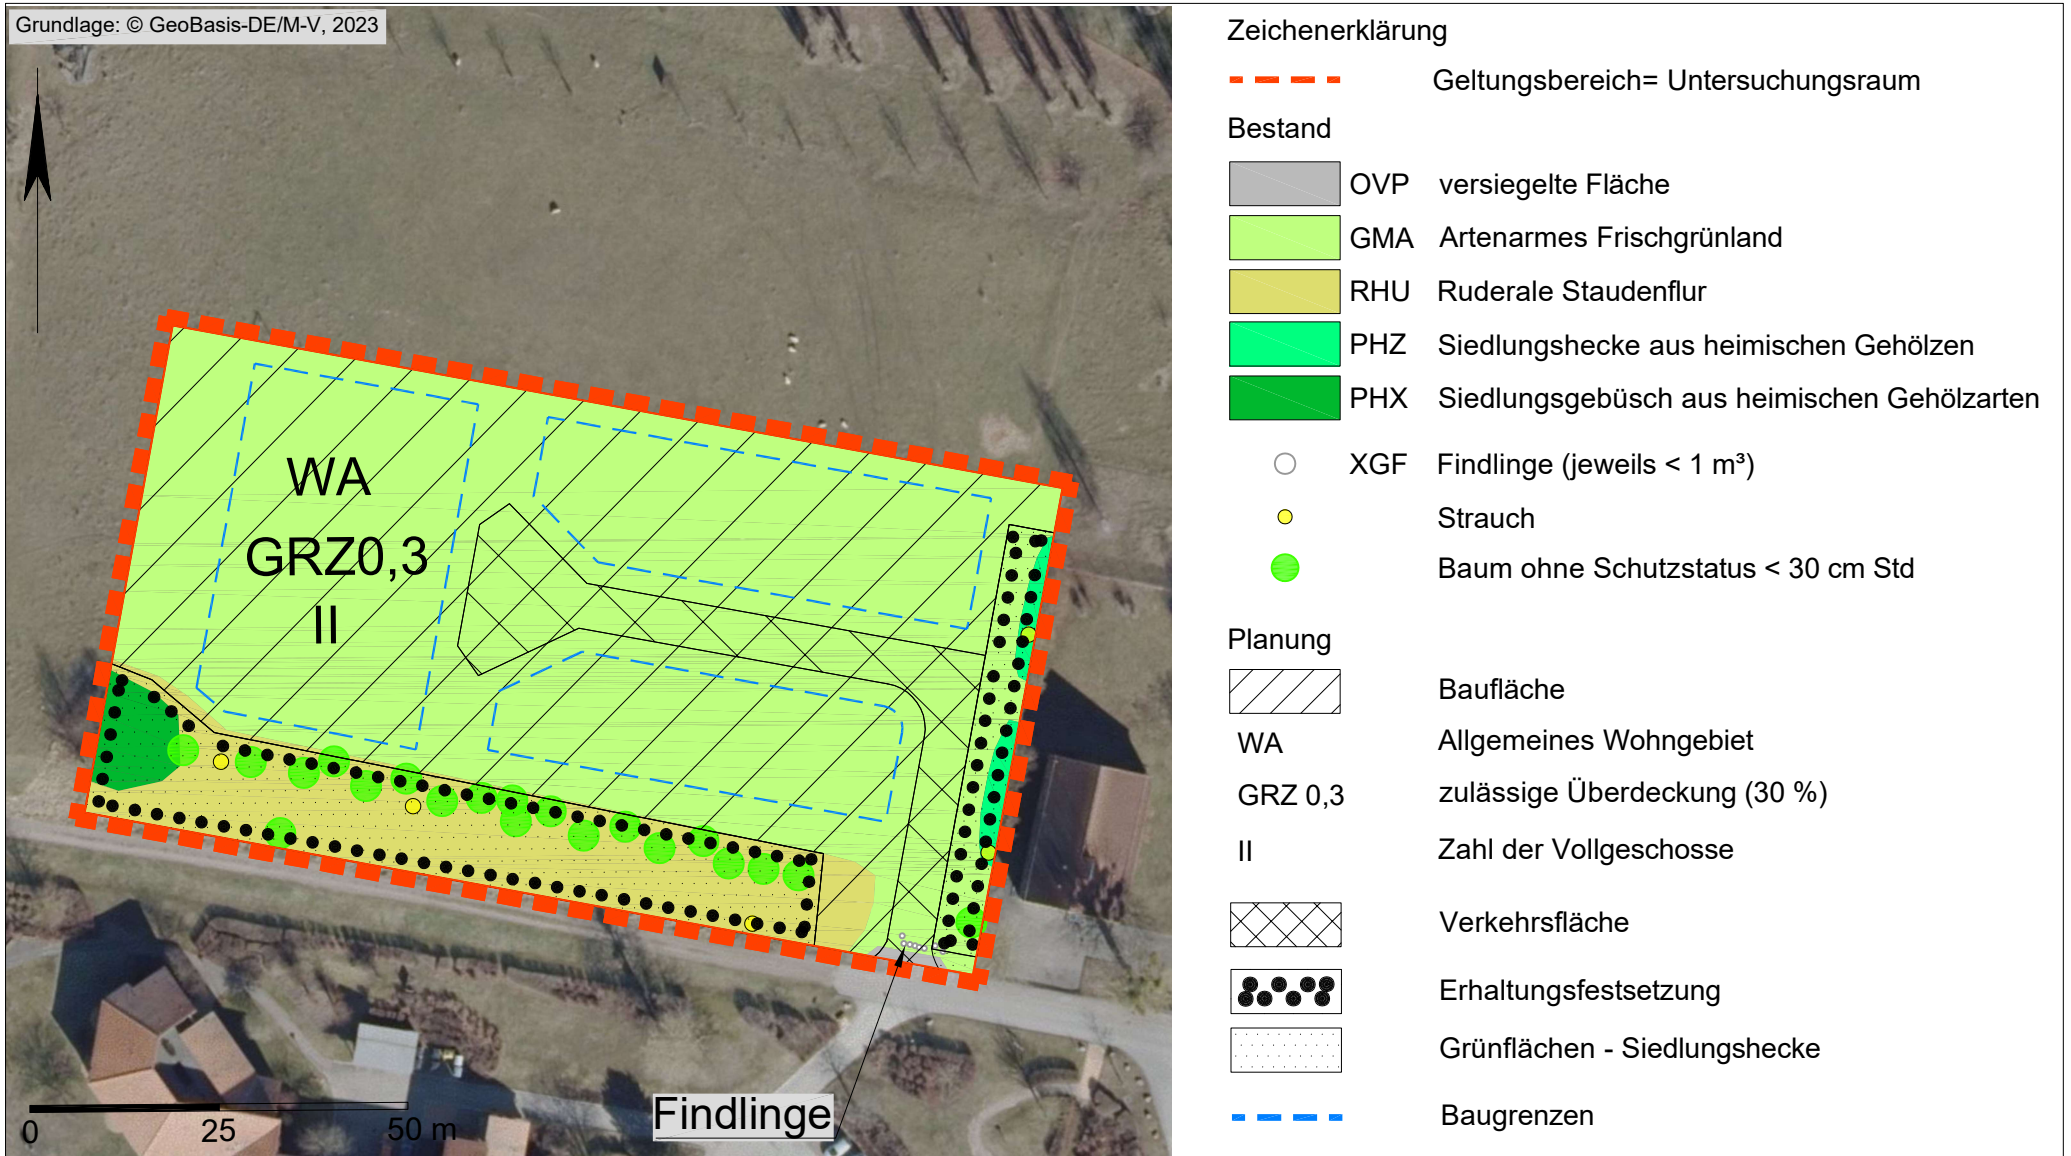 Grundlage: © GeoBasis-DE/M-V, 2023
WA
GRZ0,3
II
Findlinge
0 25 50 m
Zeichenerklärung
Geltungsbereich= Untersuchungsraum
Bestand
OVP versiegelte Fläche
GMA Artenarmes Frischgrünland
RHU Ruderale Staudenflur
PHZ Siedlungshecke aus heimischen Gehölzen
PHX Siedlungsgebüsch aus heimischen Gehölzarten
XGF Findlinge (jeweils < 1 m³)
Strauch
Baum ohne Schutzstatus < 30 cm Std
Planung
Baufläche
WA Allgemeines Wohngebiet
GRZ 0,3 zulässige Überdeckung (30 %)
II Zahl der Vollgeschosse
Verkehrsfläche
Erhaltungsfestsetzung
Grünflächen - Siedlungshecke
Baugrenzen